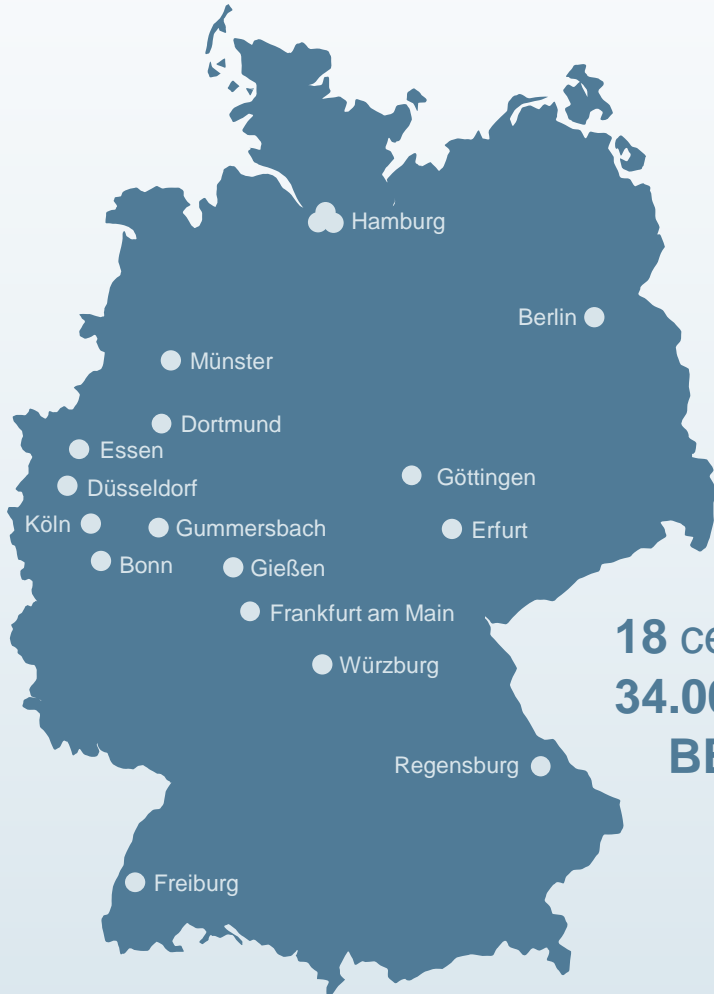 Hamburg
Berlin
Münster
Dortmund
Essen
Göttingen
Düsseldorf
Köln
Gummersbach
Erfurt
Bonn
Gießen
Frankfurt am Main
18
Würzburg
Regensburg
Freiburg